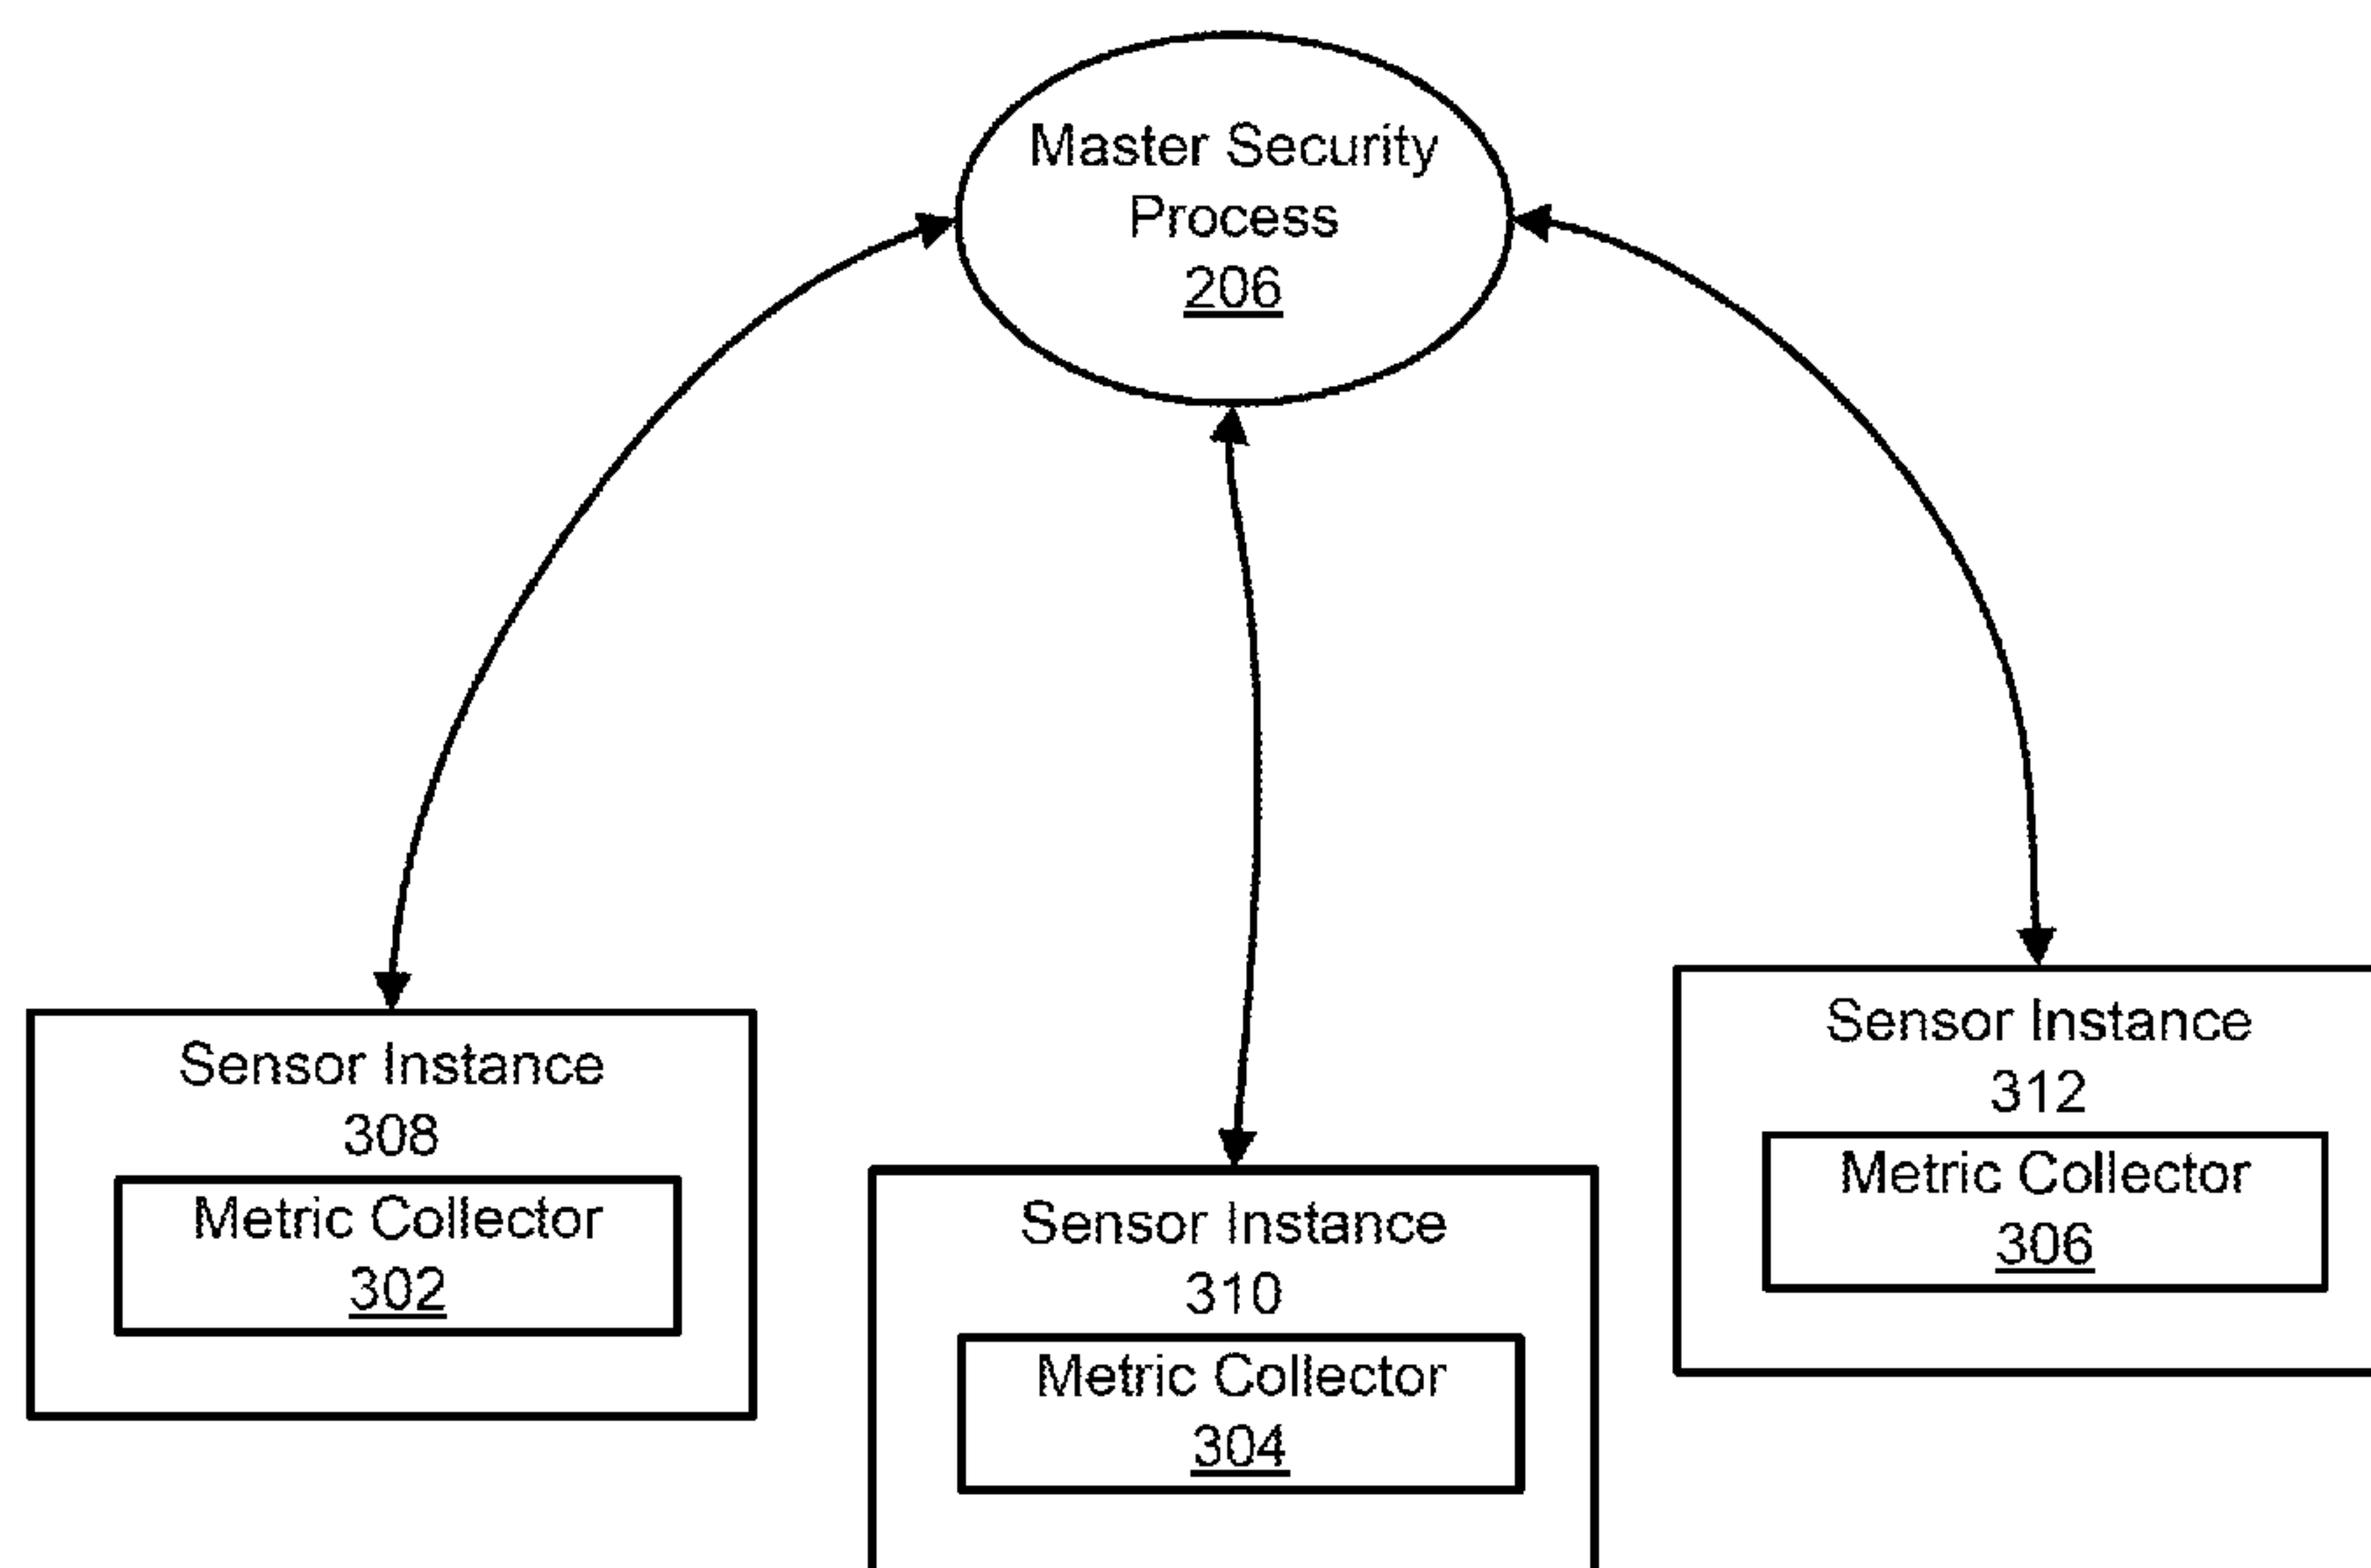 Master Security
Process
206
Sensor Instance
308
Metric Collector
302
Sensor Instance
310
Metric Collector
304
Sensor Instance
312
Metric Collector
306